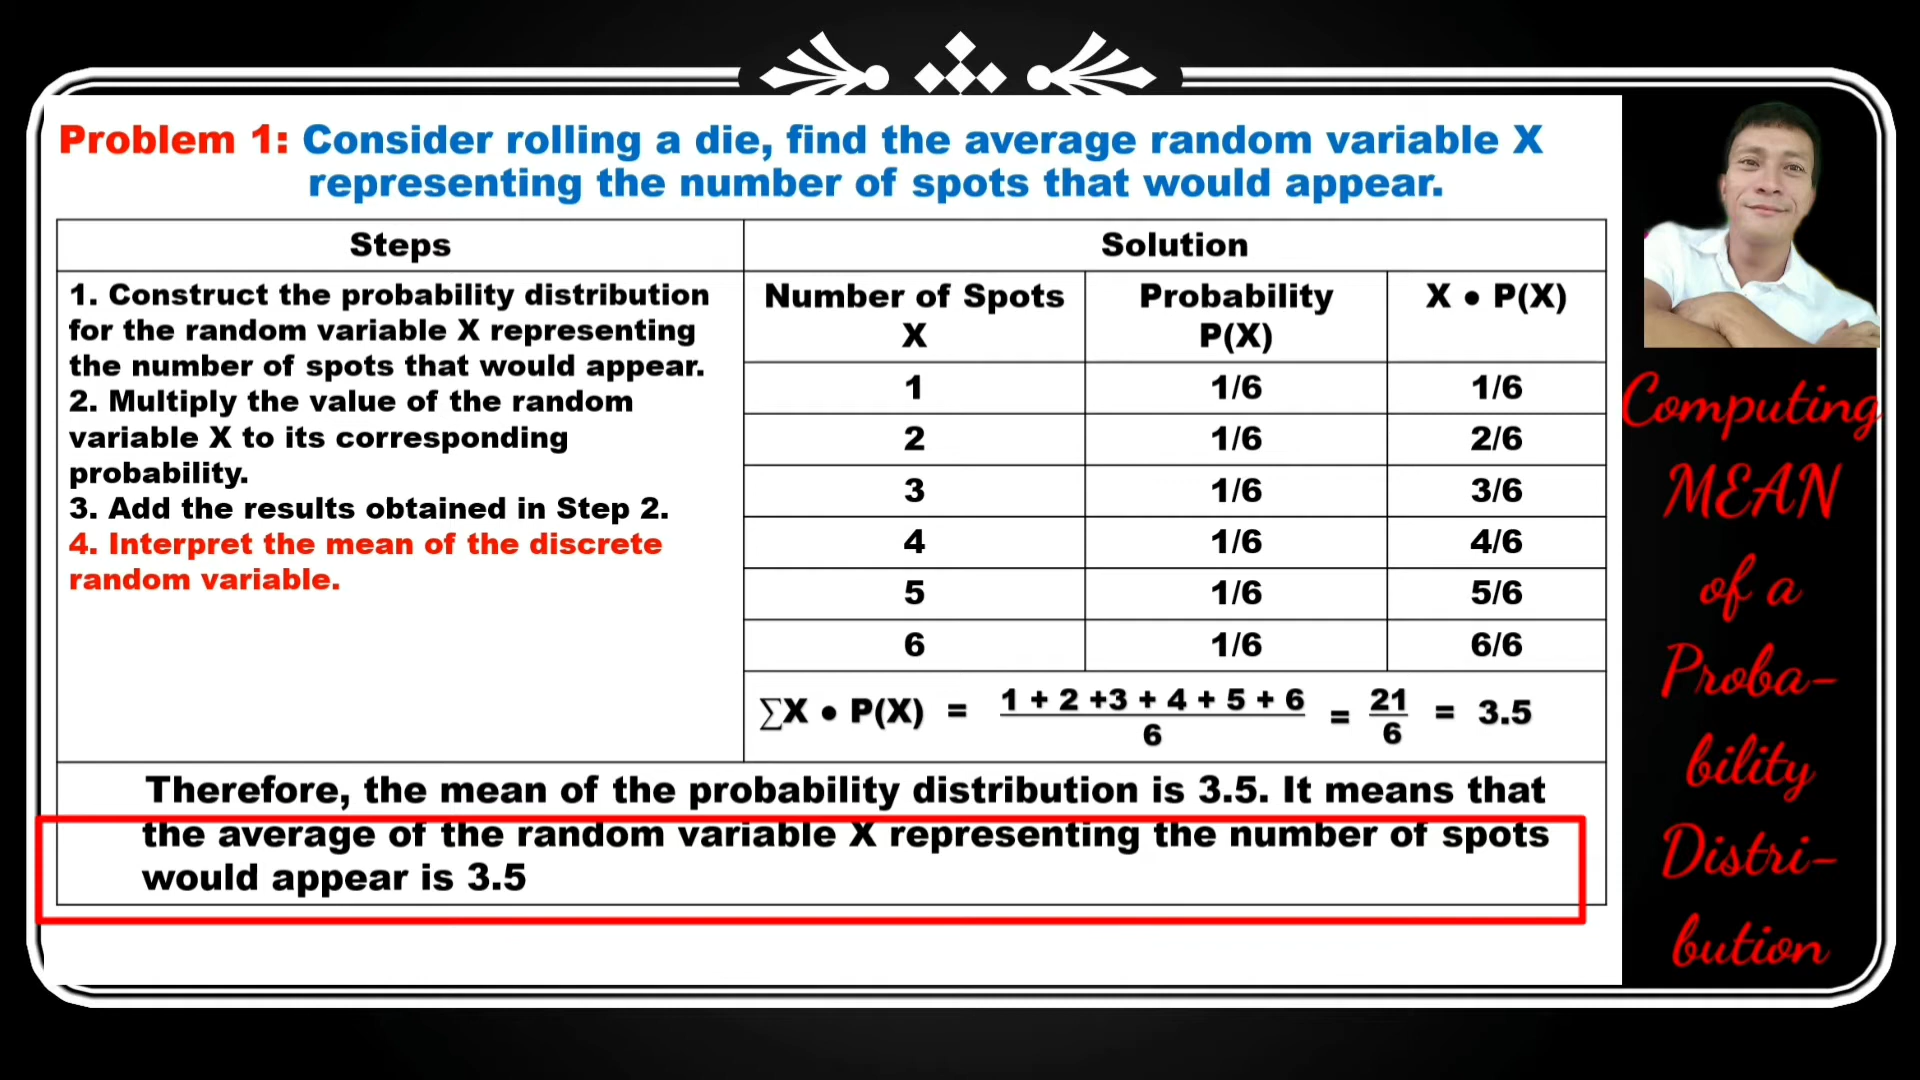 Problem 1: Consider rolling a die, find the average random variable X
representing the number of spots that would appear.
Steps
Solution
1. Construct the probability distribution
for the random variable X representing
the number of spots that would appear.
2. Multiply the value of the random
variable X to its corresponding
probability.
3. Add the results obtained in Step 2.
4. Interpret the mean of the discrete
random variable.
Number of Spots Probability X • P(X)
X P(X)
1 1/6 1/6
2 1/6 2/6
3 1/6 3/6
4 1/6 4/6
5 1/6 5/6
6 1/6 6/6
∑X • P(X) = 1 + 2 +3 + 4 + 5 + 6 / 6 = 21 / 6 = 3.5
Therefore, the mean of the probability distribution is 3.5. It means that
the average of the random variable X representing the number of spots
would appear is 3.5
Computing
MEAN
of a
Proba-
bility
Distri-
bution